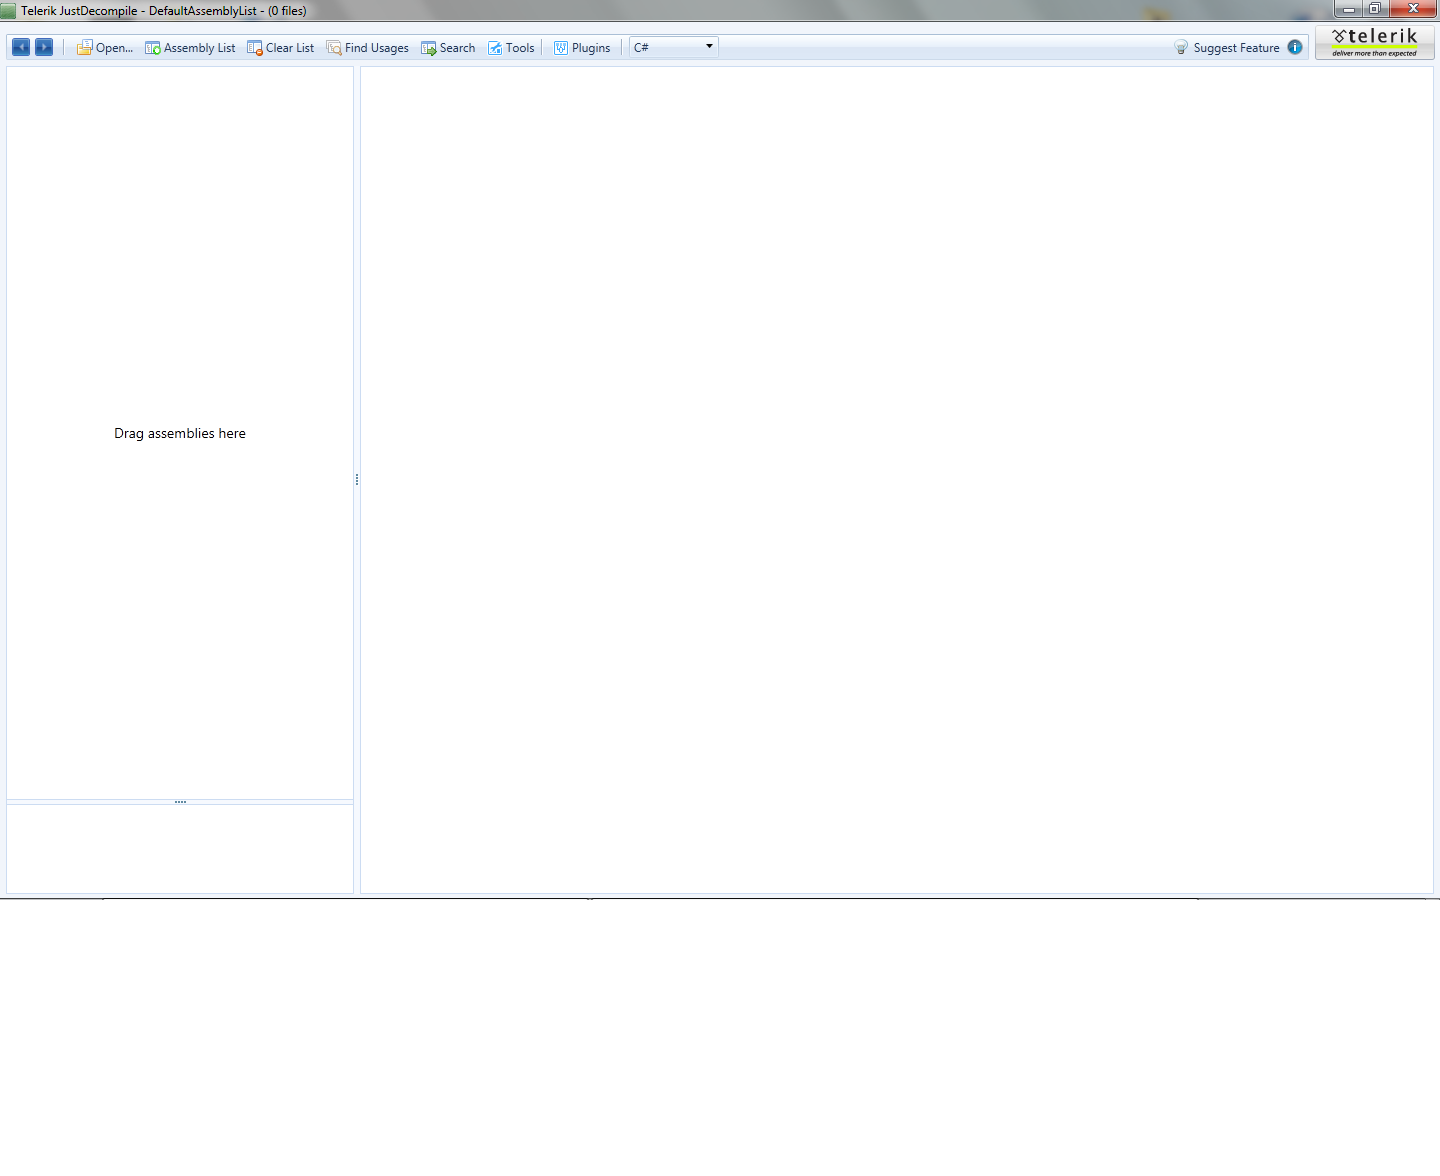 Telerik JustDecompile - DefaultAssemblyList - (0 files)
Open... Assembly List Clear List Find Usages Search Tools Plugins C# Suggest Feature i telerik
deliver more than expected
Drag assemblies here